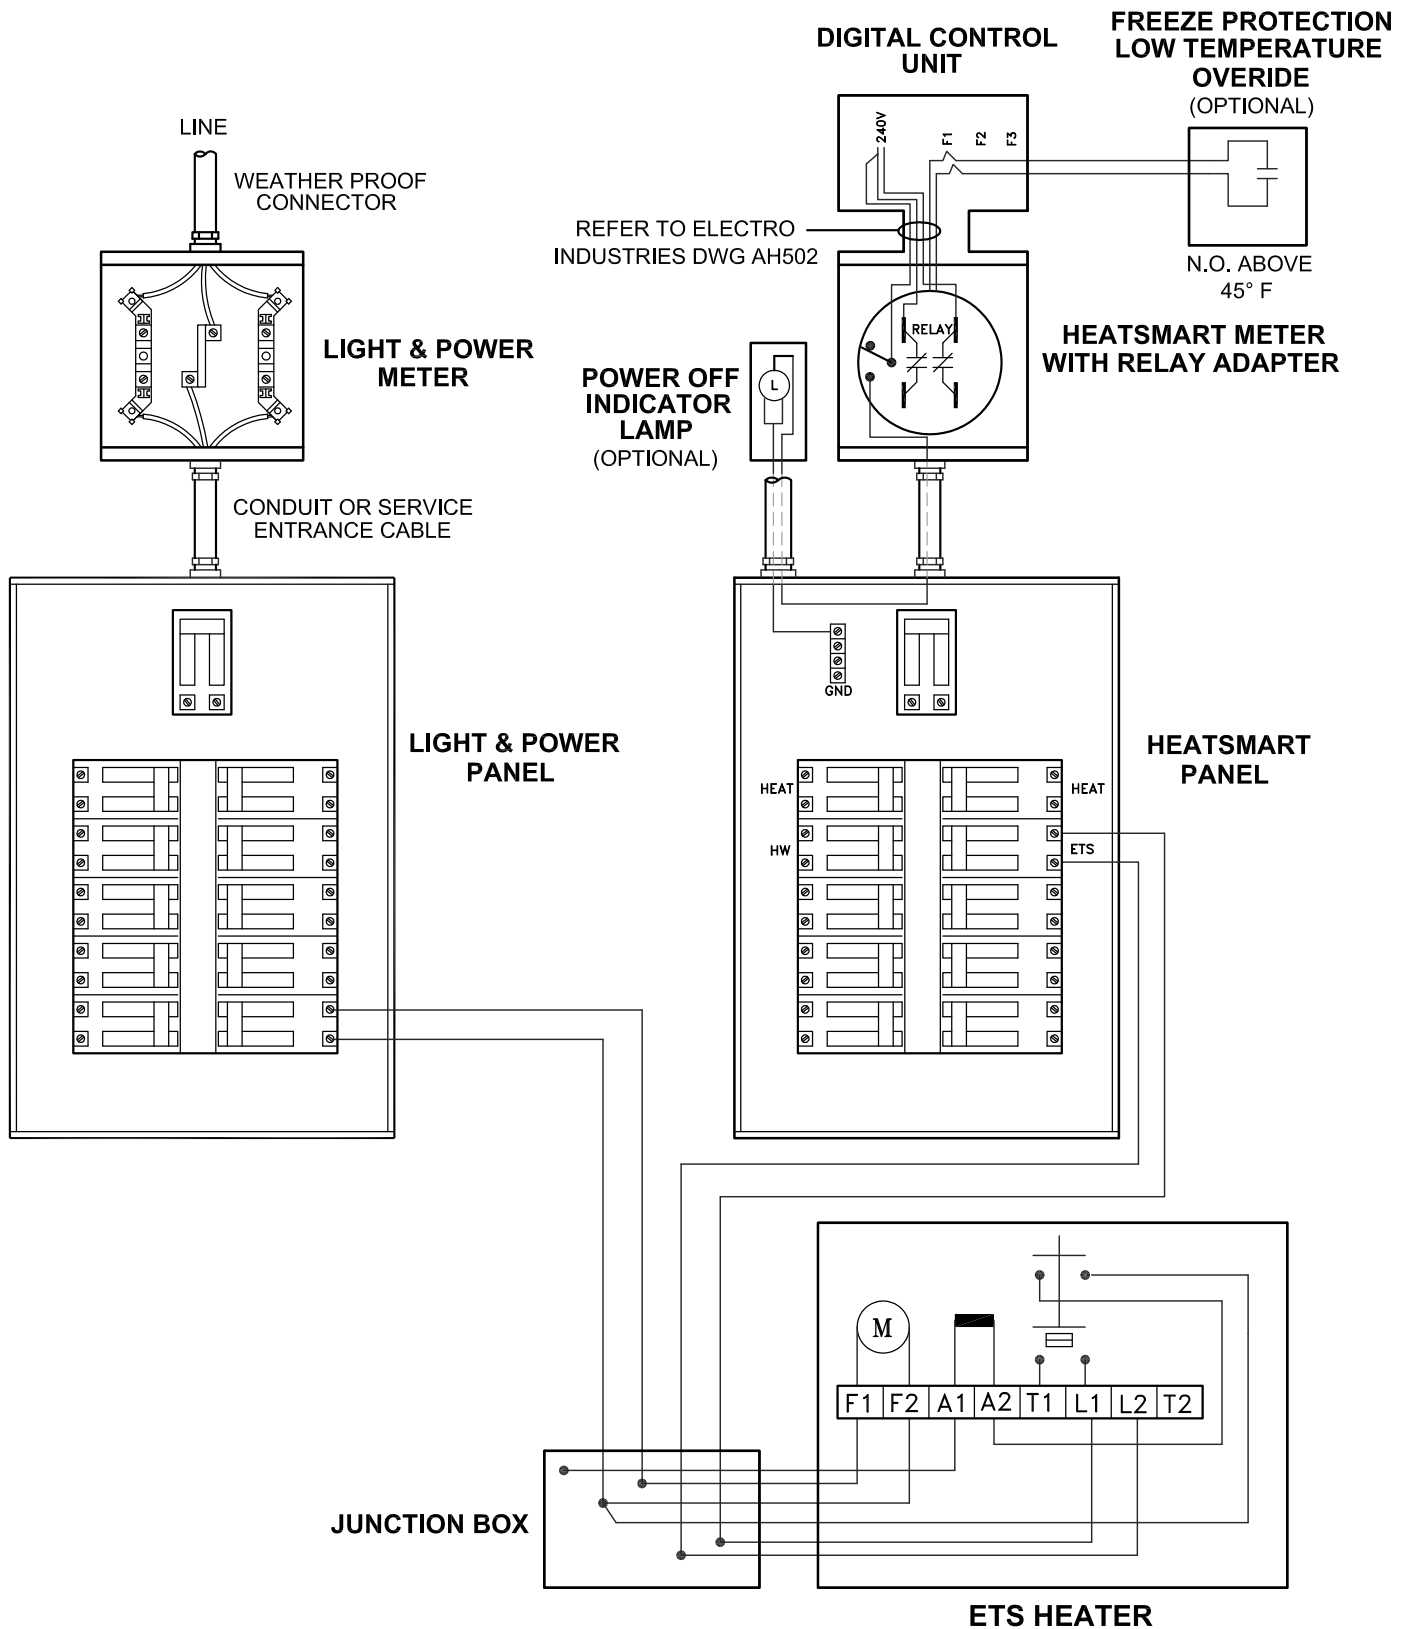 DIGITAL CONTROL
UNIT
FREEZE PROTECTION
LOW TEMPERATURE
OVERIDE
(OPTIONAL)
LINE
WEATHER PROOF
CONNECTOR
240V
F1
F2
F3
REFER TO ELECTRO
INDUSTRIES DWG AH502
N.O. ABOVE
45° F
LIGHT & POWER
METER
POWER OFF
INDICATOR
LAMP
(OPTIONAL)
L
RELAY
HEATSMART METER
WITH RELAY ADAPTER
CONDUIT OR SERVICE
ENTRANCE CABLE
GND
LIGHT & POWER
PANEL
HEATSMART
PANEL
HEAT
HEAT
HW
ETS
M
F1 F2 A1 A2 T1 L1 L2 T2
JUNCTION BOX
ETS HEATER